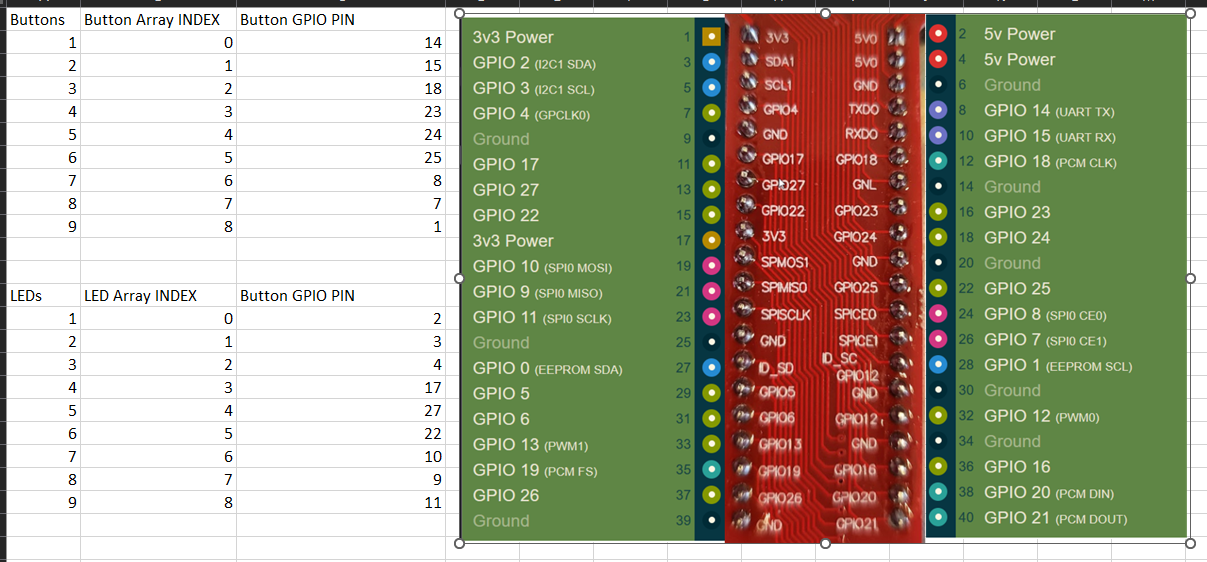 Buttons Button Array INDEX Button GPIO PIN
1 0 14
2 1 15
3 2 18
4 3 23
5 4 24
6 5 25
7 6 8
8 7 7
9 8 1
LEDs LED Array INDEX Button GPIO PIN
1 0 2
2 1 3
3 2 4
4 3 17
5 4 27
6 5 22
7 6 10
8 7 9
9 8 11
3v3 Power 1
GPIO 2 (I2C1 SDA) 3
GPIO 3 (I2C1 SCL) 5
GPIO 4 (GPCLK0) 7
Ground 9
GPIO 17 11
GPIO 27 13
GPIO 22 15
3v3 Power 17
GPIO 10 (SPI0 MOSI) 19
GPIO 9 (SPI0 MISO) 21
GPIO 11 (SPI0 SCLK) 23
Ground 25
GPIO 0 (EEPROM SDA) 27
GPIO 5 29
GPIO 6 31
GPIO 13 (PWM1) 33
GPIO 19 (PCM FS) 35
GPIO 26 37
Ground 39
3V3 5V0
SDA1 5V0
SCL1 GND
GPIO4 TXDO
GND RXDO
GPIO17 GPIO18
GPIO27 GNL
GPIO22 GPIO23
3V3 GPIO24
SPMOS1 GND
SPIMISO GPIO25
SPISCLK SPICE0
GND SPICE1
ID_SD ID_SC
GPIO12
GPIO5 GND
GPIO6 GPIO12
GPIO13 GND
GPIO19 GPIO16
GPIO26 GPIO20
GND GPIO21
2 5v Power
4 5v Power
6 Ground
8 GPIO 14 (UART TX)
10 GPIO 15 (UART RX)
12 GPIO 18 (PCM CLK)
14 Ground
16 GPIO 23
18 GPIO 24
20 Ground
22 GPIO 25
24 GPIO 8 (SPI0 CE0)
26 GPIO 7 (SPI0 CE1)
28 GPIO 1 (EEPROM SCL)
30 Ground
32 GPIO 12 (PWM0)
34 Ground
36 GPIO 16
38 GPIO 20 (PCM DIN)
40 GPIO 21 (PCM DOUT)